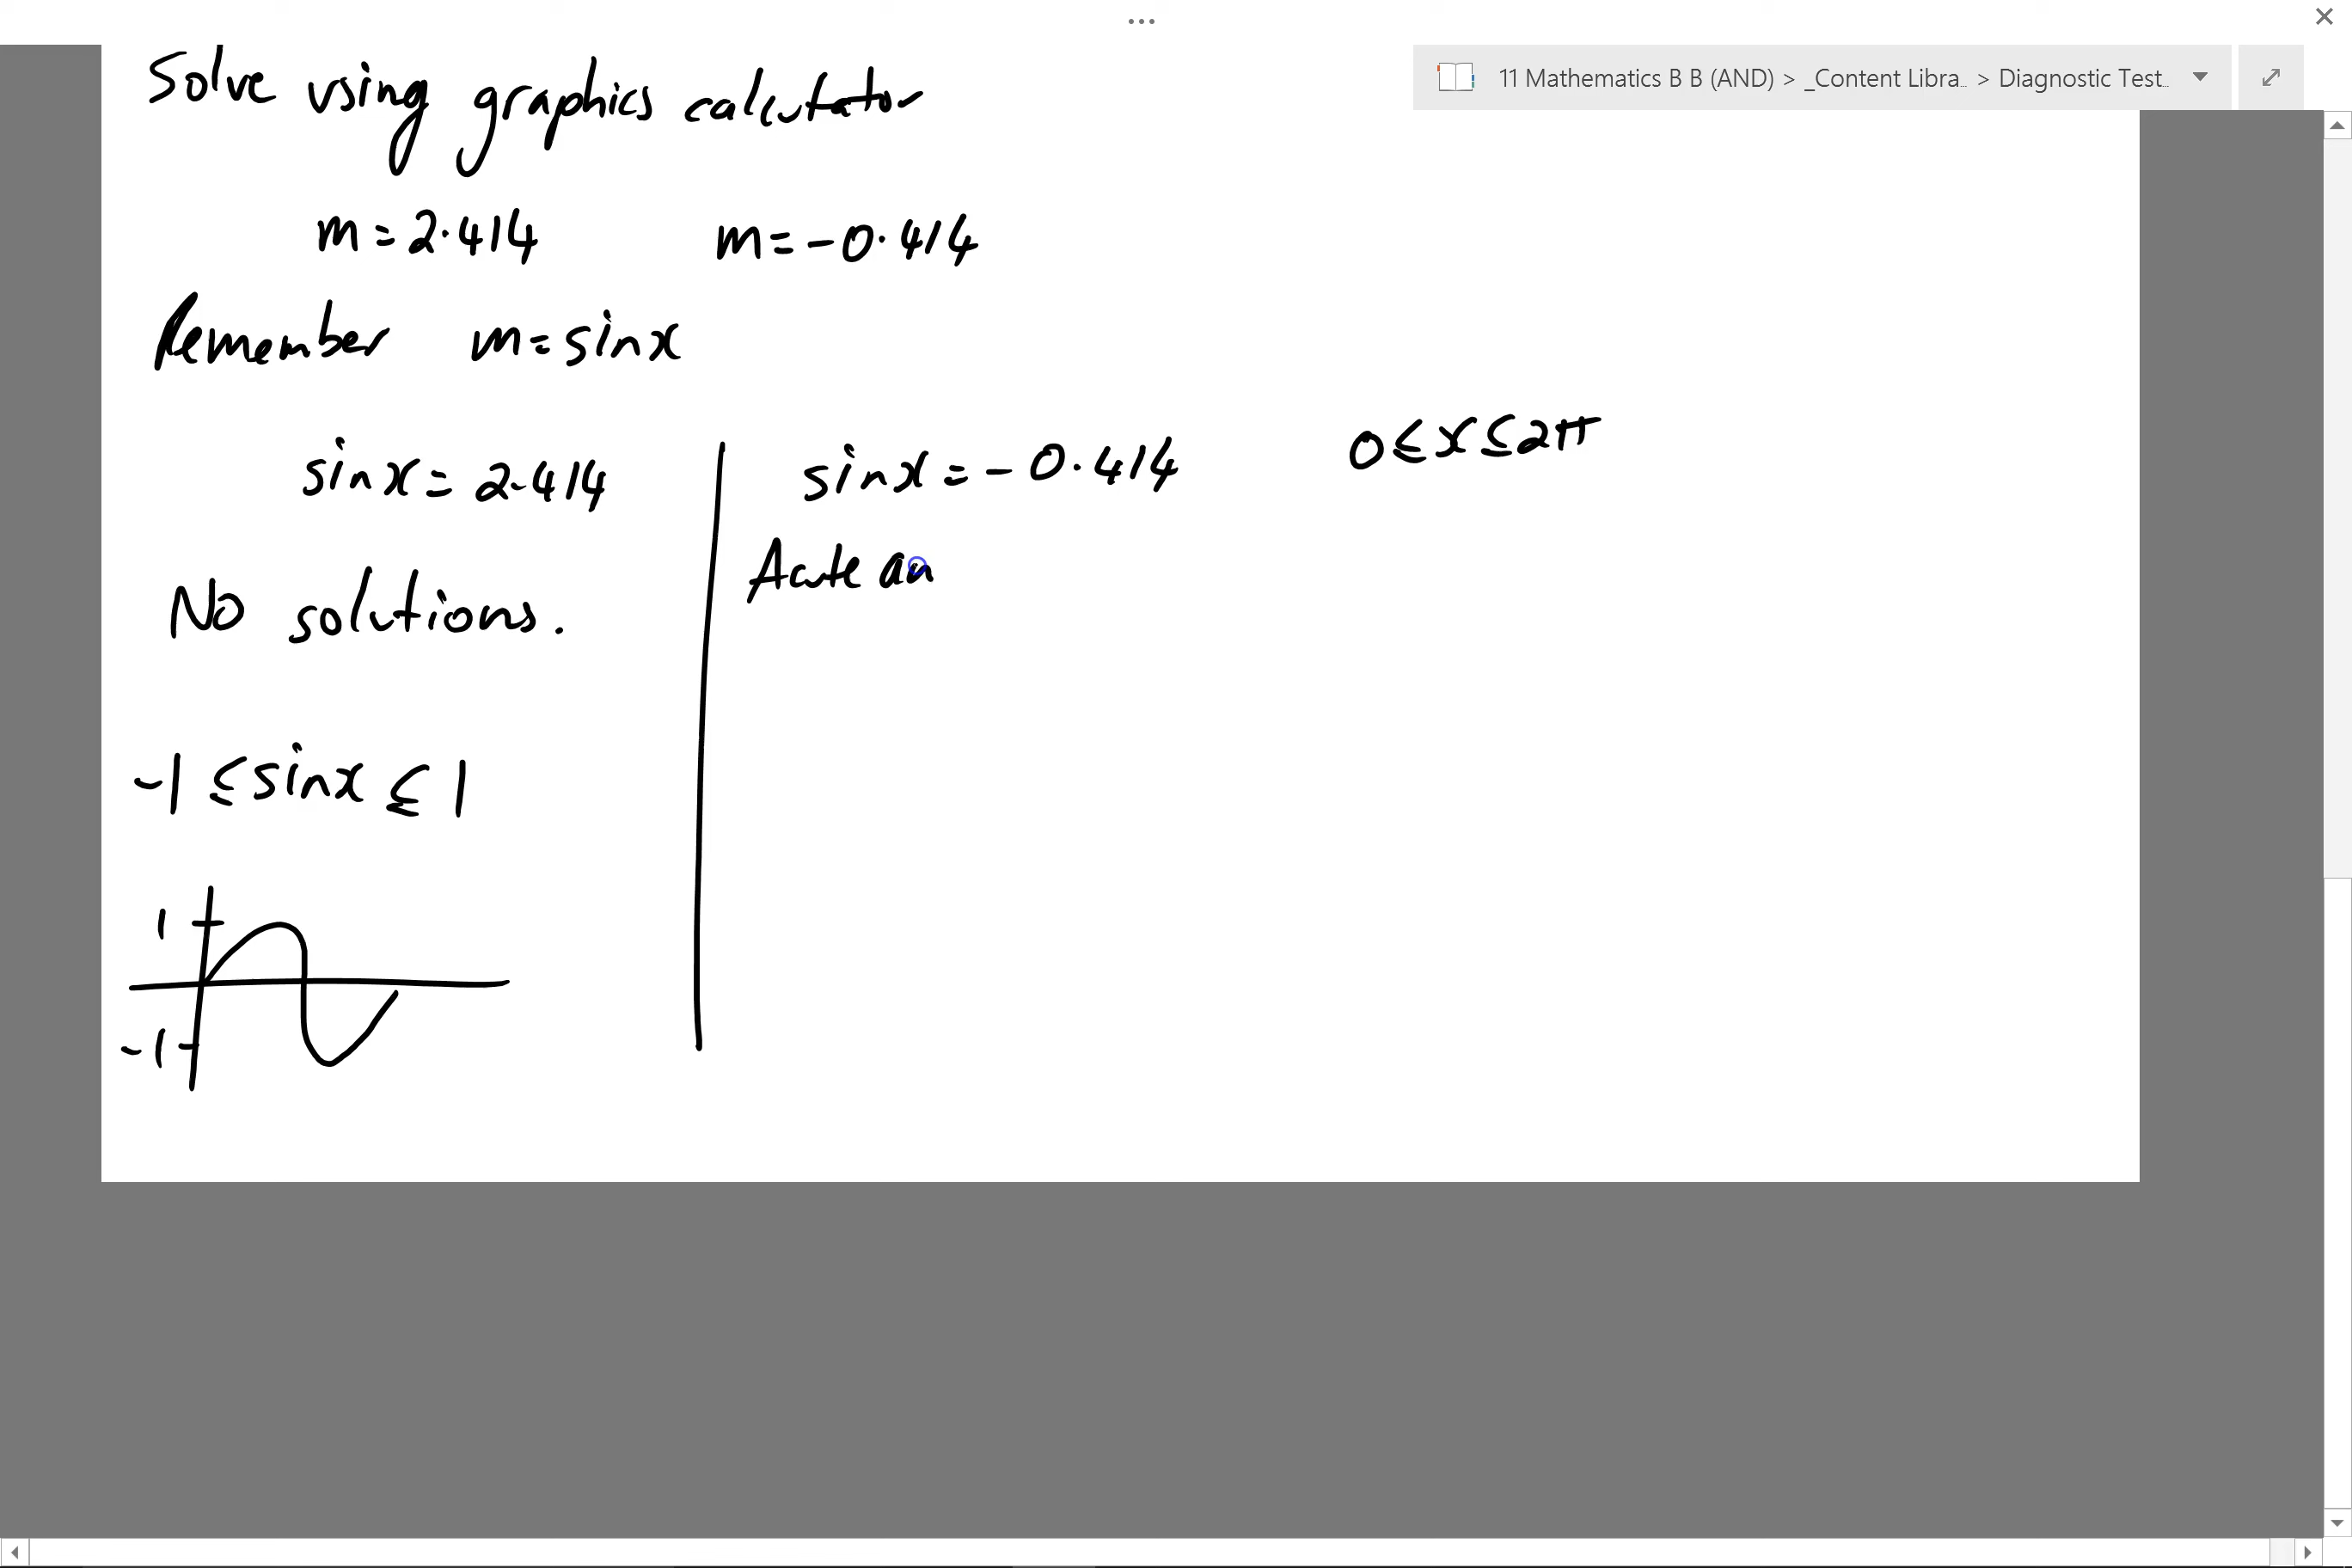 Solve using graphics calculator
11 Mathematics B B (AND) > _Content Libra... > Diagnostic Test...
m=2.414 m=-0.414
Remember m=sinx
sinx=2.414 sinx=-0.414 0≤x≤2π
Acute an
No solutions.
-1≤sinx≤1
1
-1